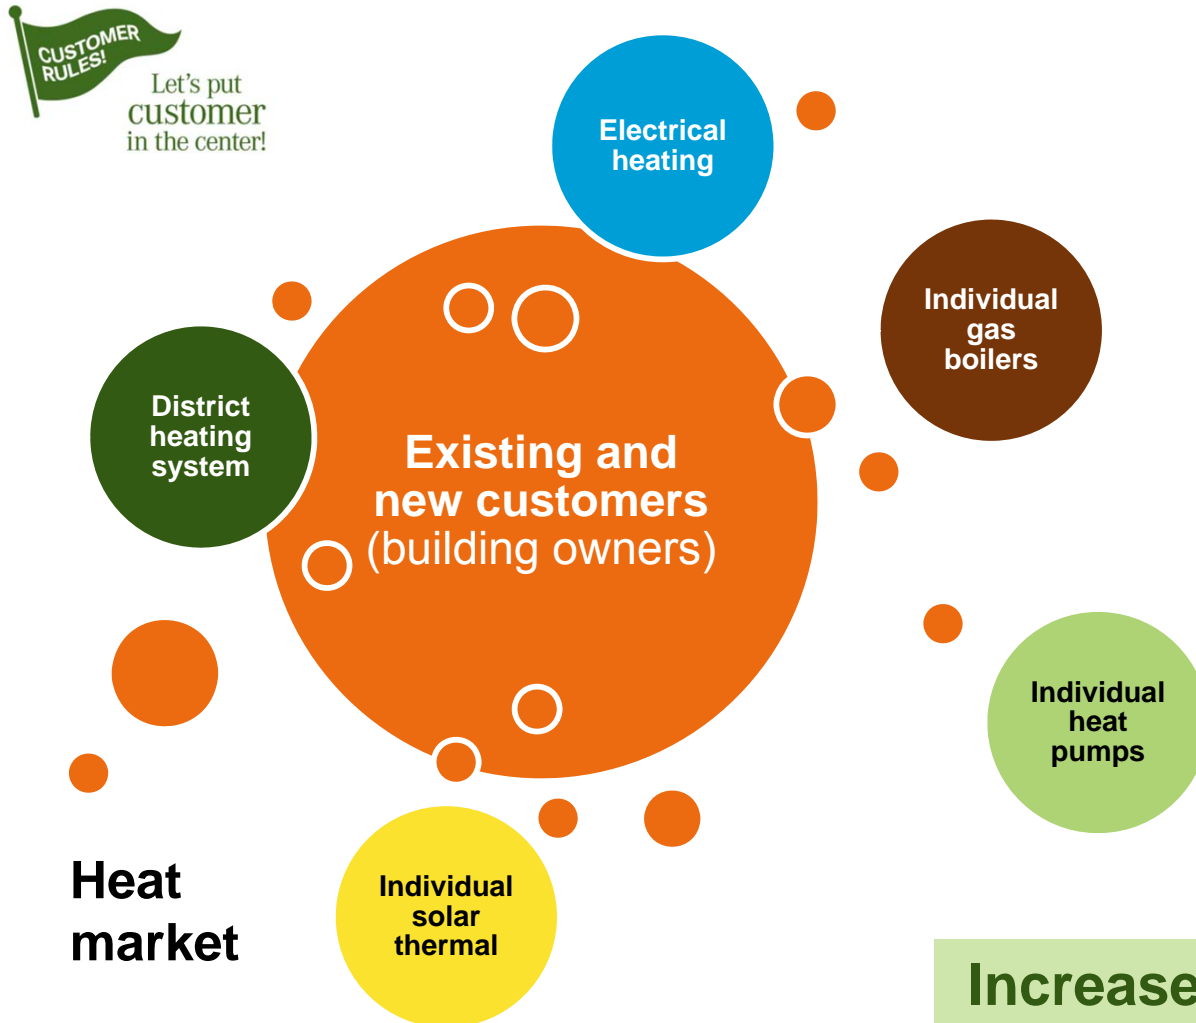 CUSTOMER
RULES!
Let's put
customer
in the center!
Electrical
heating
Individual
gas
boilers
District
heating
system
Existing and
new customers
(building owners)
Individual
heat
pumps
Individual
solar
thermal
Heat
market
Increase